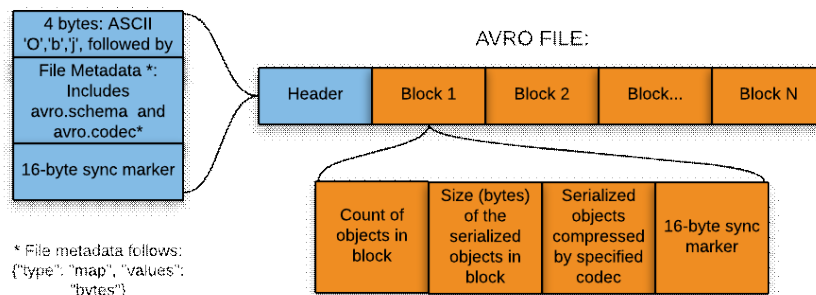 4 bytes: ASCII
'O','b','j', followed by
File Metadata *:
Includes
avro.schema and
avro.codec*
16-byte sync marker
* File metadata follows:
{"type": "map", "values":
"bytes"}
AVRO FILE:
Header
Block 1
Block 2
Block...
Block N
Count of
objects in
block
Size (bytes)
of the
serialized
objects in
block
Serialized
objects
compressed
by specified
codec
16-byte sync
marker